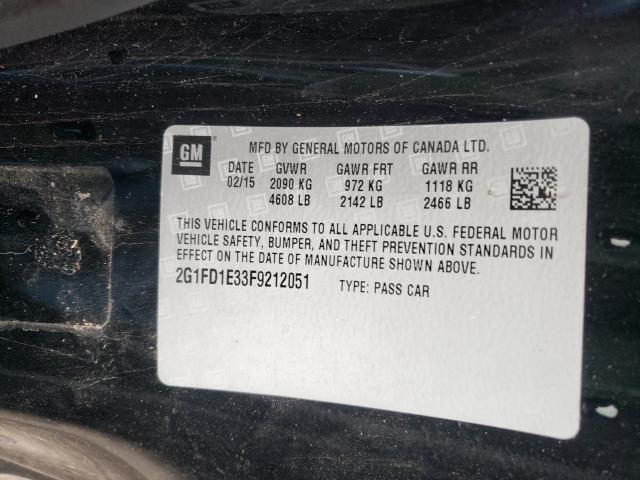 GM
MFD BY GENERAL MOTORS OF CANADA LTD.
DATE GVWR GAWR FRT GAWR RR
02/15 2090 KG 972 KG 1118 KG
4608 LB 2142 LB 2466 LB
THIS VEHICLE CONFORMS TO ALL APPLICABLE U.S. FEDERAL MOTOR
VEHICLE SAFETY, BUMPER, AND THEFT PREVENTION STANDARDS IN
EFFECT ON THE DATE OF MANUFACTURE SHOWN ABOVE.
2G1FD1E33F9212051 TYPE: PASS CAR